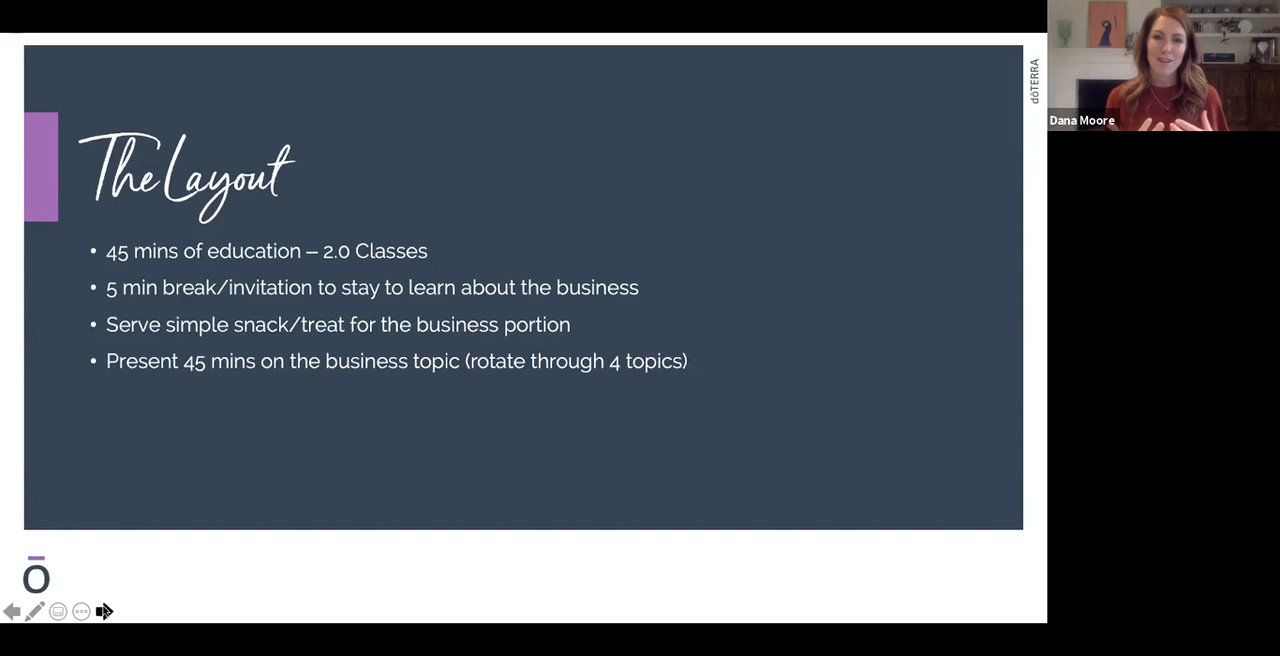 The Layout
• 45 mins of education – 2.0 Classes
• 5 min break/invitation to stay to learn about the business
• Serve simple snack/treat for the business portion
• Present 45 mins on the business topic (rotate through 4 topics)
dōTERRA
Dana Moore
ō